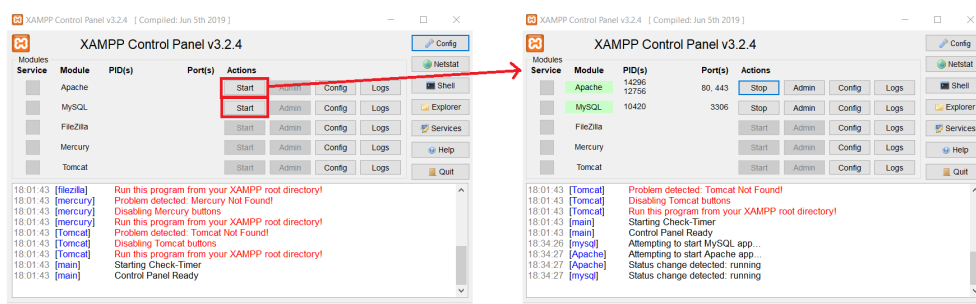 XAMPP Control Panel v3.2.4 [ Compiled: Jun 5th 2019 ]
XAMPP Control Panel v3.2.4
Config
Modules
Service Module PID(s) Port(s) Actions
Netstat
Apache Start Admin Config Logs
Shell
MySQL Start Admin Config Logs
Explorer
FileZilla Start Admin Config Logs
Services
Mercury Start Admin Config Logs
Help
Tomcat Start Admin Config Logs
Quit
18:01:43 [filezilla] Run this program from your XAMPP root directory!
18:01:43 [mercury] Problem detected: Mercury Not Found!
18:01:43 [mercury] Disabling Mercury buttons
18:01:43 [mercury] Run this program from your XAMPP root directory!
18:01:43 [Tomcat] Problem detected: Tomcat Not Found!
18:01:43 [Tomcat] Disabling Tomcat buttons
18:01:43 [Tomcat] Run this program from your XAMPP root directory!
18:01:43 [main] Starting Check-Timer
18:01:43 [main] Control Panel Ready
XAMPP Control Panel v3.2.4 [ Compiled: Jun 5th 2019 ]
XAMPP Control Panel v3.2.4
Config
Modules
Service Module PID(s) Port(s) Actions
Netstat
Apache 14296 12756 80, 443 Stop Admin Config Logs
Shell
MySQL 10420 3306 Stop Admin Config Logs
Explorer
FileZilla Start Admin Config Logs
Services
Mercury Start Admin Config Logs
Help
Tomcat Start Admin Config Logs
Quit
18:01:43 [Tomcat] Problem detected: Tomcat Not Found!
18:01:43 [Tomcat] Disabling Tomcat buttons
18:01:43 [Tomcat] Run this program from your XAMPP root directory!
18:01:43 [main] Starting Check-Timer
18:01:43 [main] Control Panel Ready
18:34:26 [mysql] Attempting to start MySQL app...
18:34:27 [Apache] Attempting to start Apache app...
18:34:27 [Apache] Status change detected: running
18:34:27 [mysql] Status change detected: running